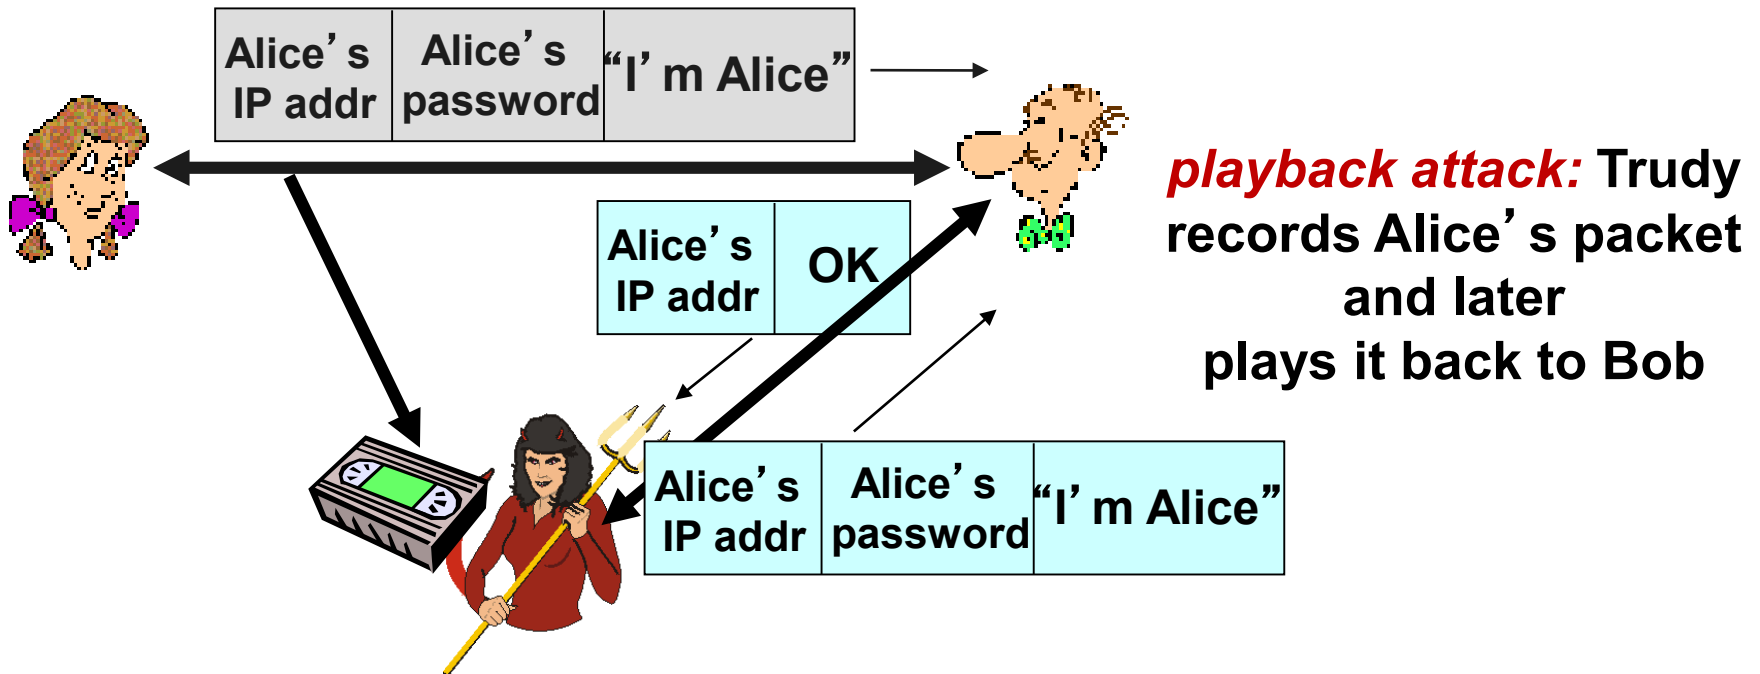 Alice’s
IP addr
Alice’s
password
“I’m Alice”
Alice’s
IP addr
OK
playback attack: Trudy
records Alice’s packet
and later
plays it back to Bob
Alice’s
IP addr
Alice’s
password
“I’m Alice”